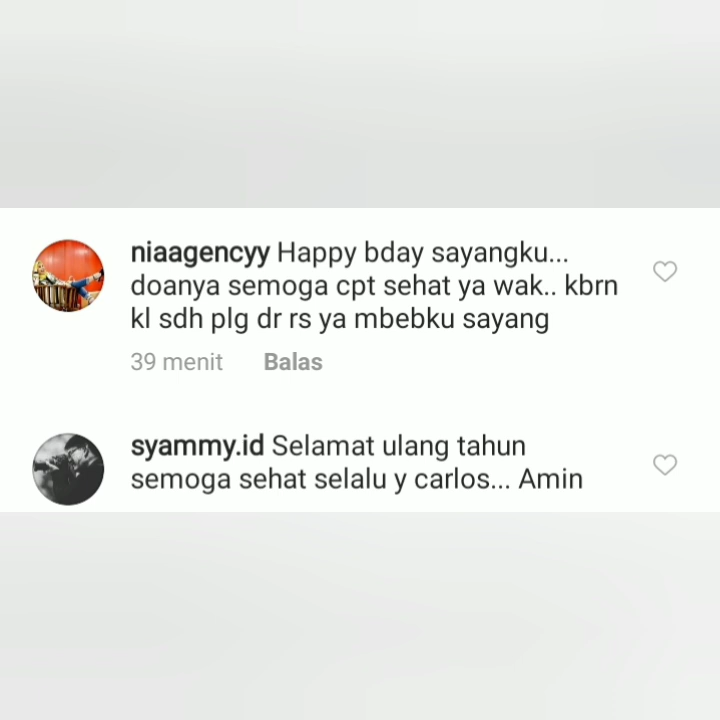 niaagencyy Happy bday sayangku...
doanya semoga cpt sehat ya wak.. kbrn
kl sdh plg dr rs ya mbebku sayang
39 menit Balas
syammy.id Selamat ulang tahun
semoga sehat selalu y carlos... Amin